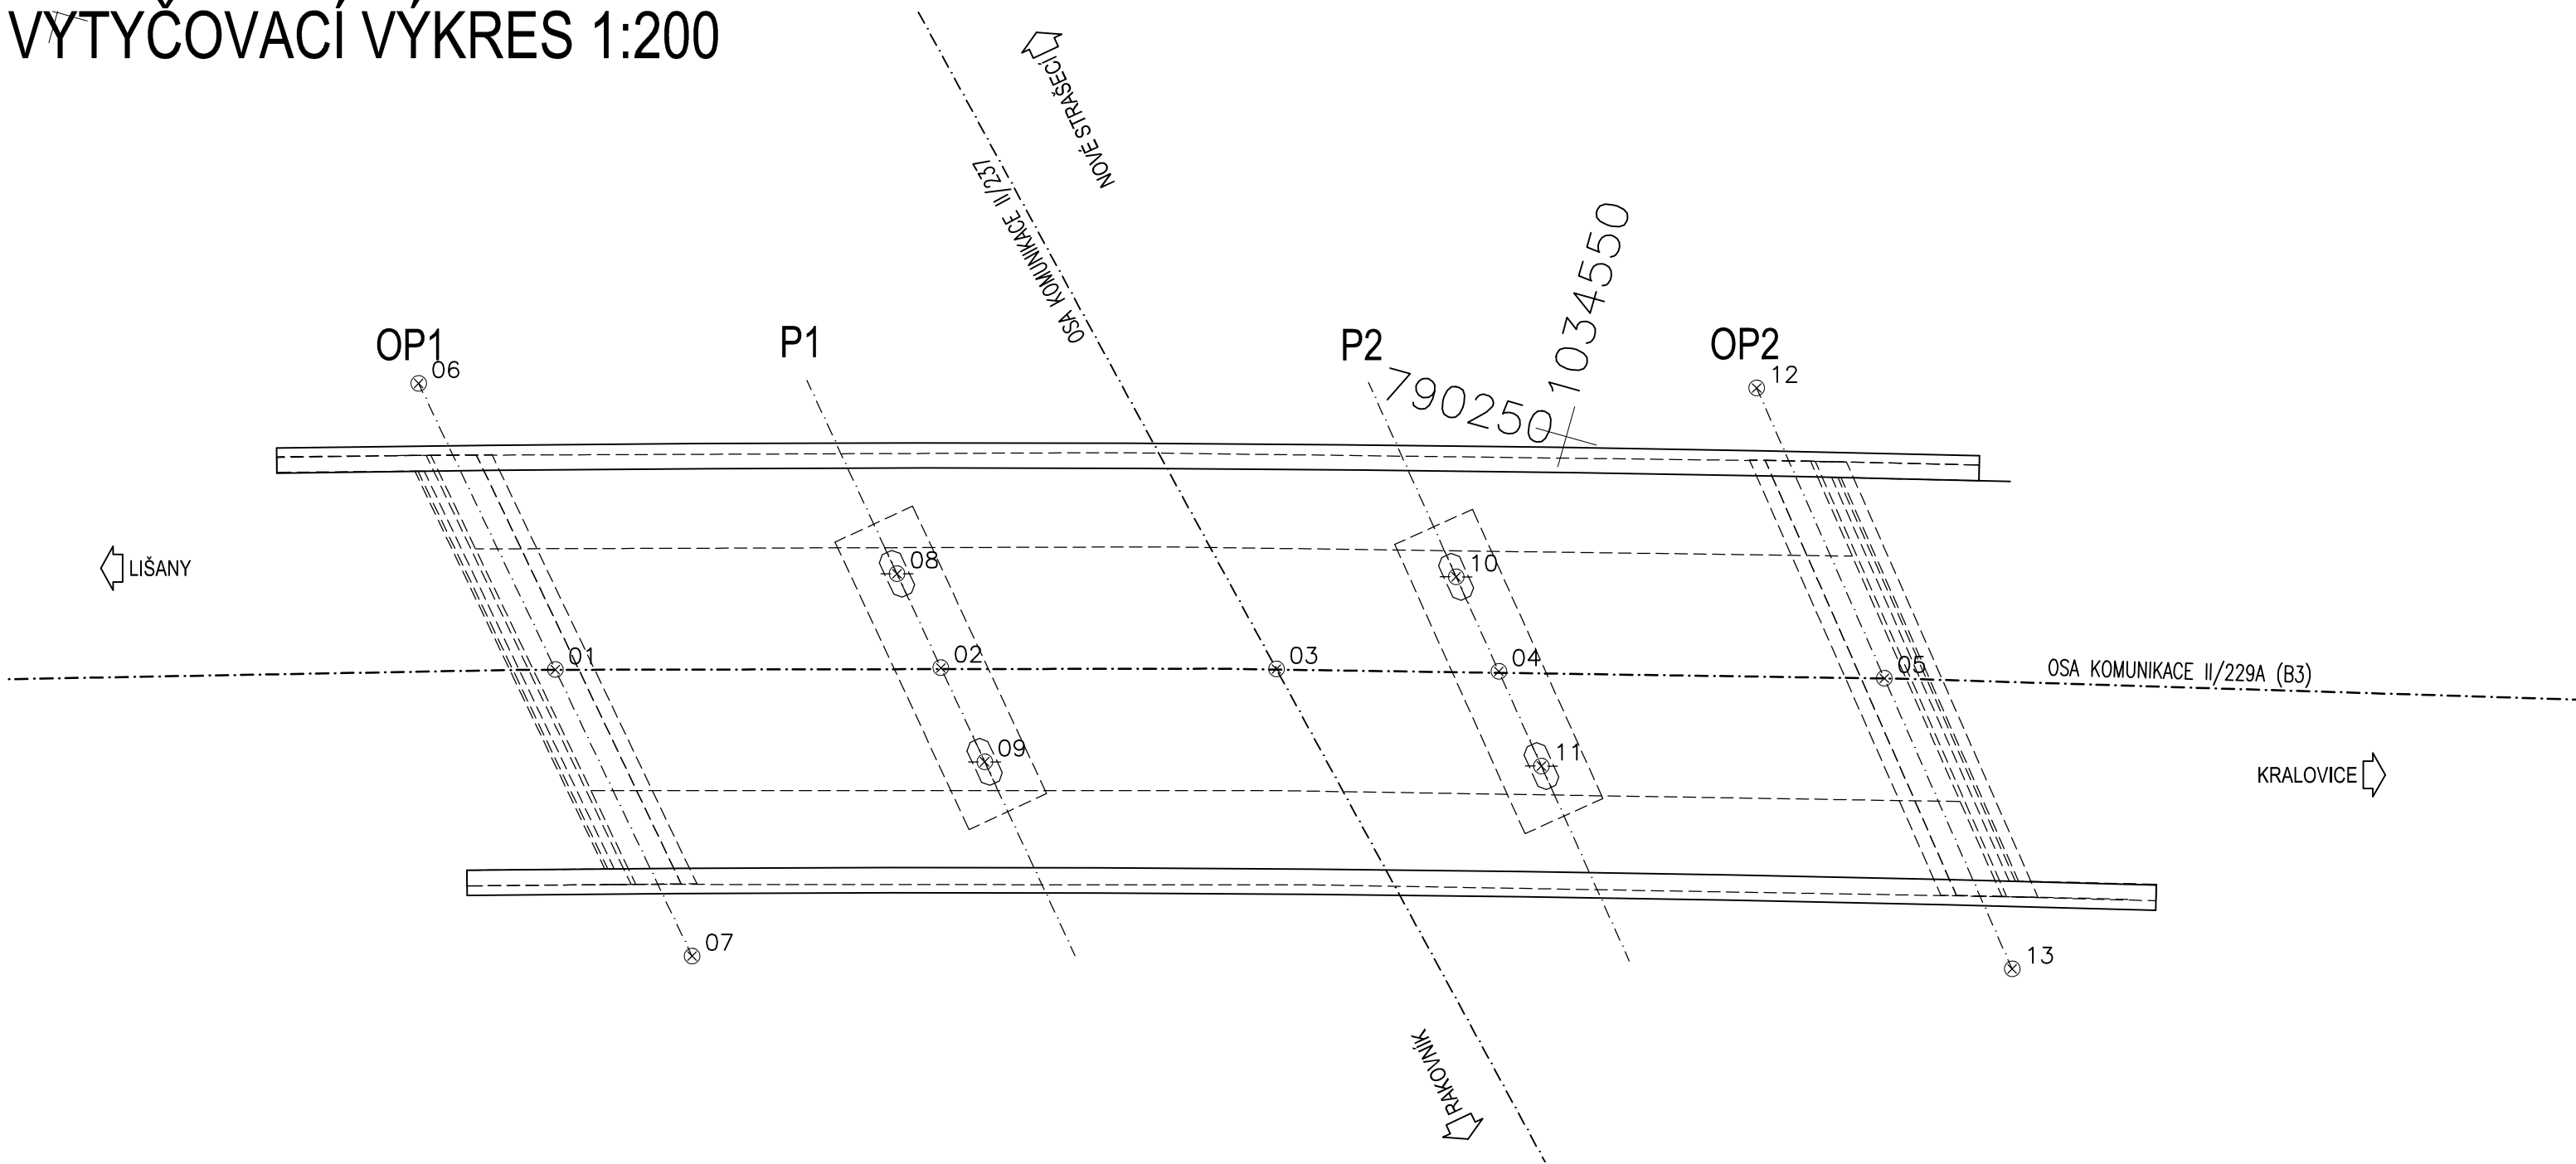 VYTYČOVACÍ VÝKRES 1:200
NOVÉ STRAŠECÍ
OSA KOMUNIKACE II/237
1034550
790250
OP1
P1
P2
OP2
06
12
08
10
LIŠANY
01
02
03
04
05
OSA KOMUNIKACE II/229A (B3)
09
11
KRALOVICE
07
13
RAKOVNÍK